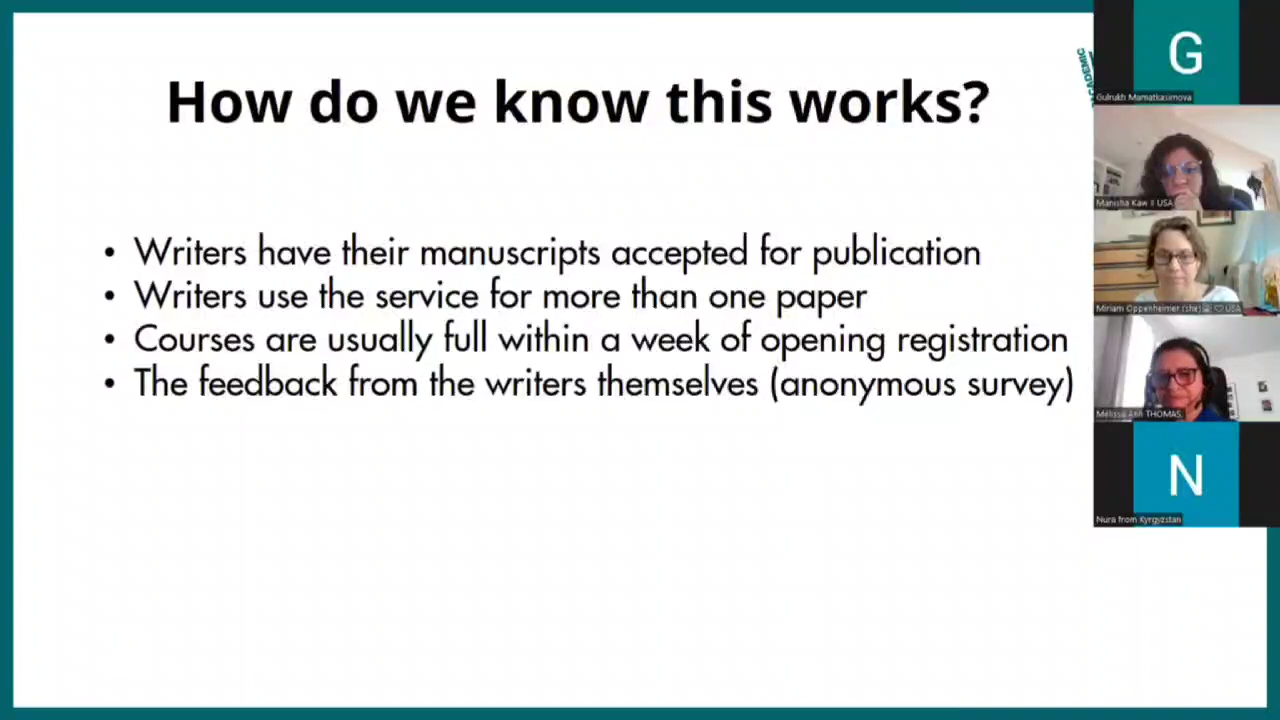 How do we know this works?
• Writers have their manuscripts accepted for publication
• Writers use the service for more than one paper
• Courses are usually full within a week of opening registration
• The feedback from the writers themselves (anonymous survey)
G
Gulrukh Mamatkasimova
Manisha Kaw II USA
Miriam Oppenheimer (she) USA
Melissa Ann THOMAS
N
Nura from Kyrgyzstan